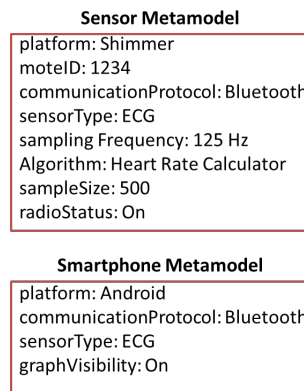 Sensor Metamodel
platform: Shimmer
moteID: 1234
communicationProtocol: Bluetooth
sensorType: ECG
sampling Frequency: 125 Hz
Algorithm: Heart Rate Calculator
sampleSize: 500
radioStatus: On
Smartphone Metamodel
platform: Android
communicationProtocol: Bluetooth
sensorType: ECG
graphVisibility: On